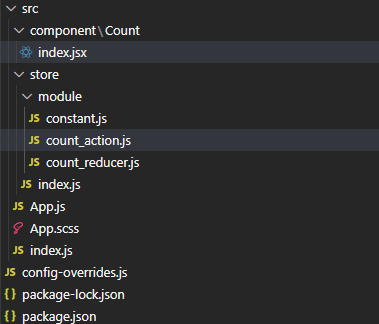 src
component\Count
index.jsx
store
module
JS constant.js
JS count_action.js
JS count_reducer.js
JS index.js
JS App.js
App.scss
JS index.js
JS config-overrides.js
{} package-lock.json
{} package.json